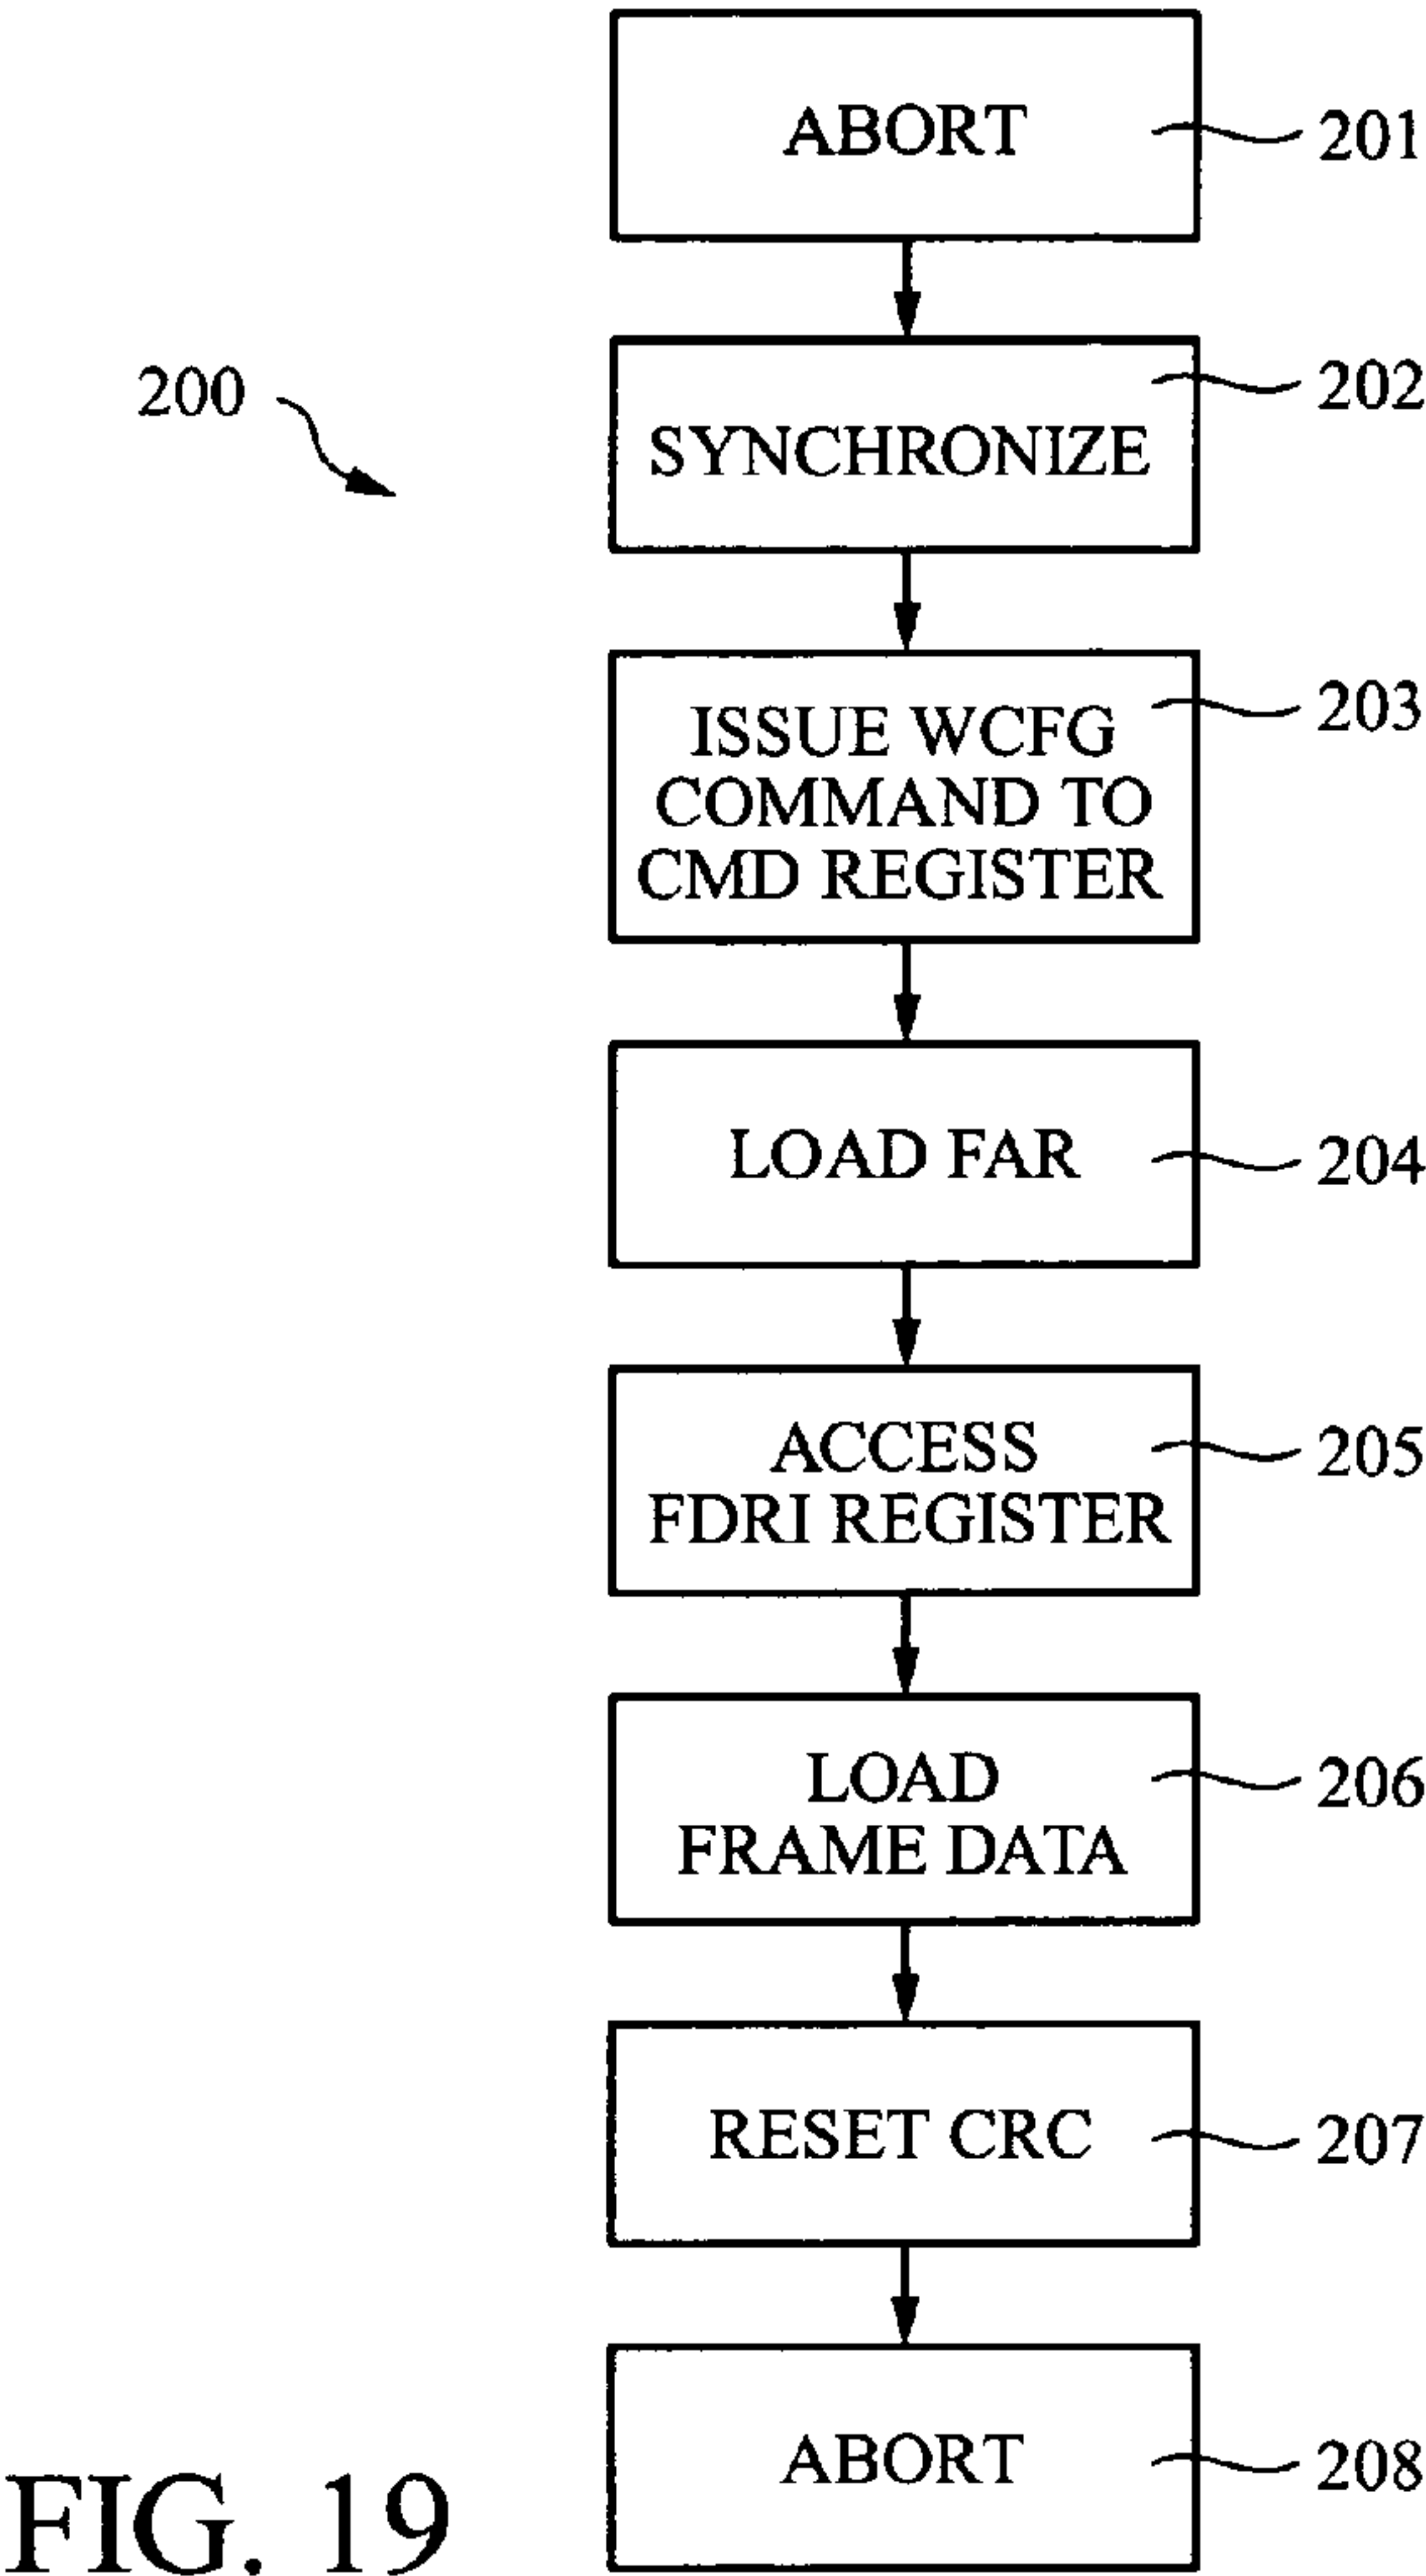 ABORT
201
200
202
SYNCHRONIZE
203
ISSUE WCFG
COMMAND TO
CMD REGISTER
LOAD FAR
204
ACCESS
205
FDRI REGISTER
LOAD
206
FRAME DATA
RESET CRC
207
ABORT
208
FIG. 19